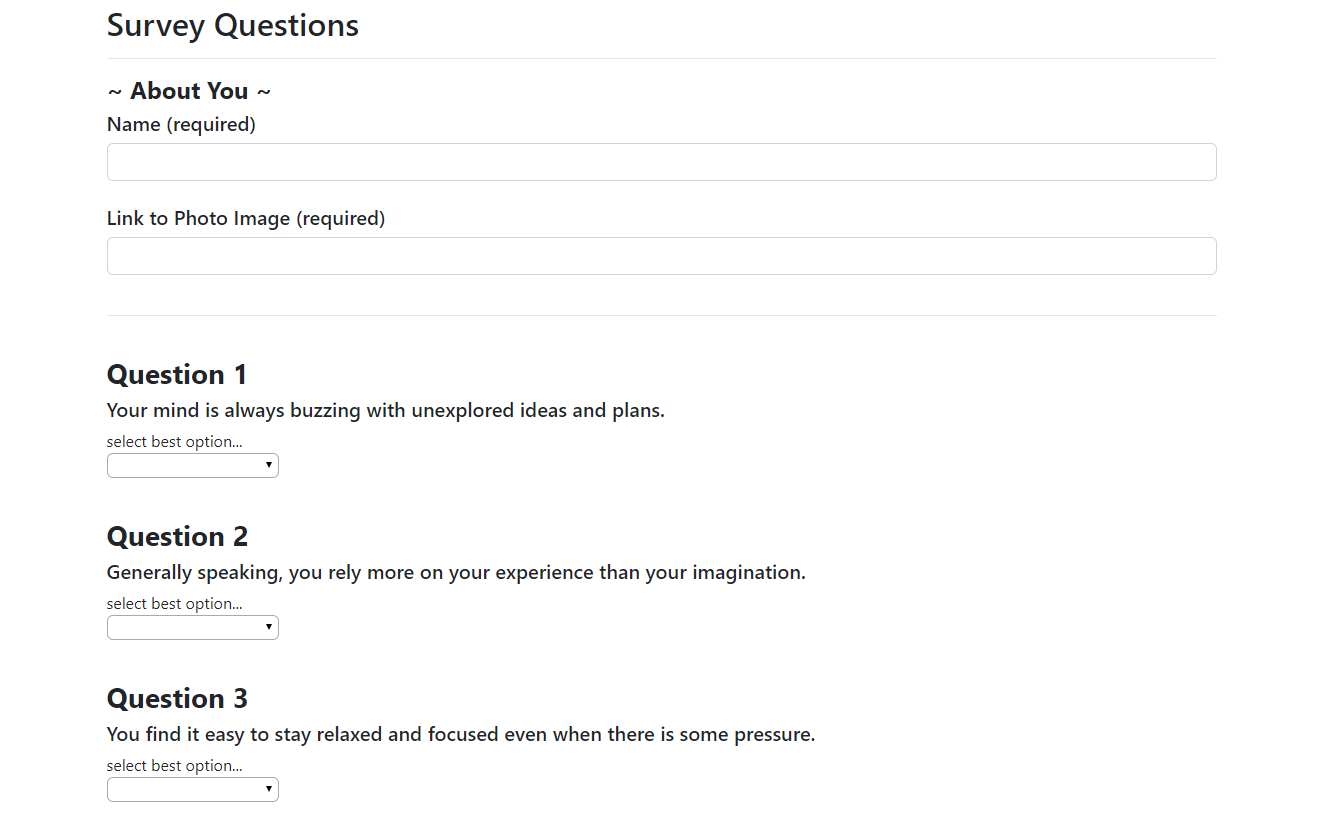 Survey Questions
~ About You ~
Name (required)
Link to Photo Image (required)
Question 1
Your mind is always buzzing with unexplored ideas and plans.
select best option...
Question 2
Generally speaking, you rely more on your experience than your imagination.
select best option...
Question 3
You find it easy to stay relaxed and focused even when there is some pressure.
select best option...